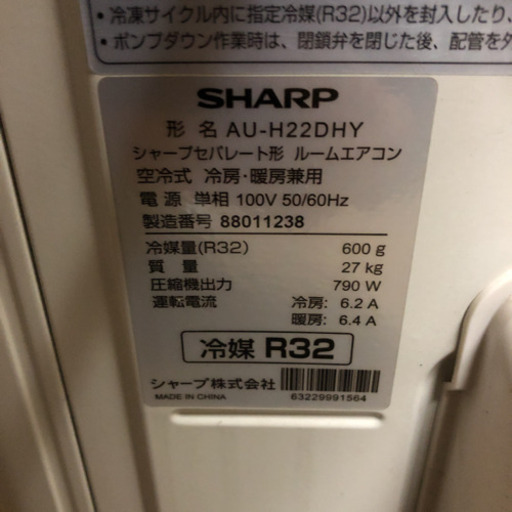 ・冷凍サイクル内に指定冷媒(R32)以外を封入したり、
・ポンプダウン作業時は、閉鎖弁を閉じた後、配管を外
SHARP
形 名 AU-H22DHY
シャープセパレート形 ルームエアコン
空冷式 冷房・暖房兼用
電 源 単相 100V 50/60Hz
製造番号 88011238
冷媒量(R32) 600 g
質 量 27 kg
圧縮機出力 790 W
運転電流 冷房: 6.2 A
暖房: 6.4 A
冷媒 R32
シャープ株式会社
MADE IN CHINA
63229991564